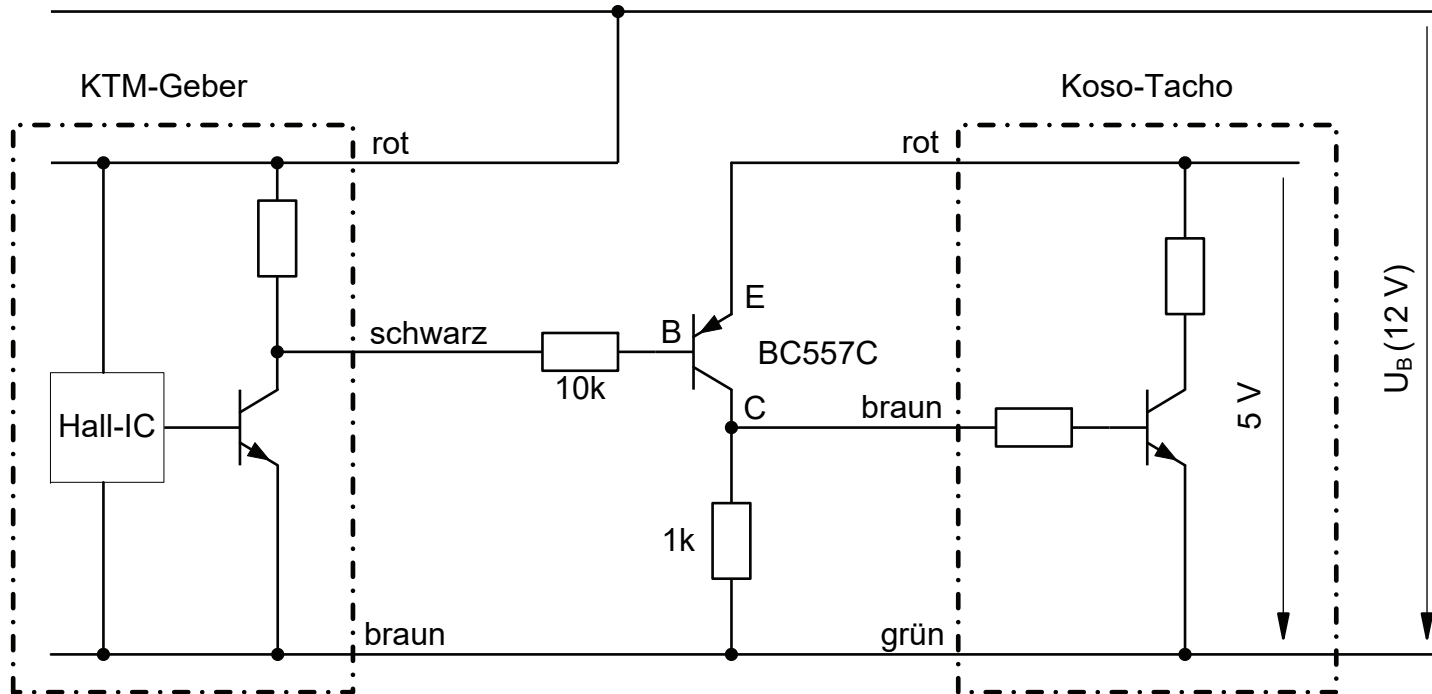 KTM-Geber
Koso-Tacho
rot
rot
E
schwarz
B
BC557C
10k
C
braun
Hall-IC
5 V
U_B (12 V)
1k
braun
grün